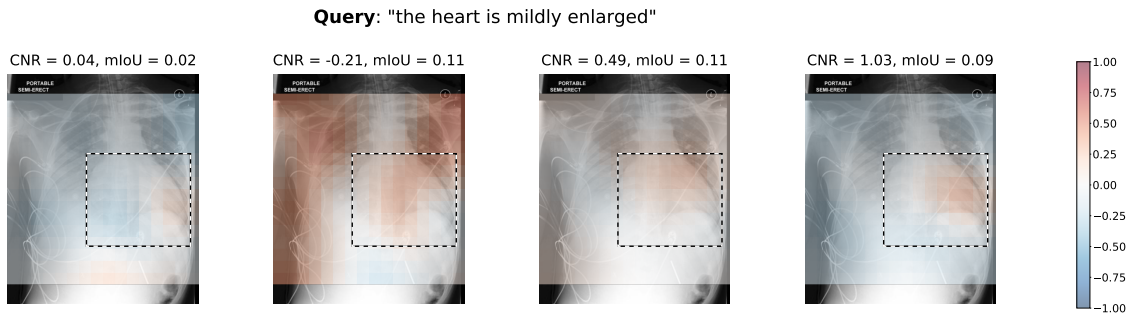 Query: "the heart is mildly enlarged"
CNR = 0.04, mIoU = 0.02
PORTABLE
SEMI-ERECT
CNR = -0.21, mIoU = 0.11
PORTABLE
SEMI-ERECT
CNR = 0.49, mIoU = 0.11
PORTABLE
SEMI-ERECT
CNR = 1.03, mIoU = 0.09
PORTABLE
SEMI-ERECT
1.00
0.75
0.50
0.25
0.00
−0.25
−0.50
−0.75
−1.00